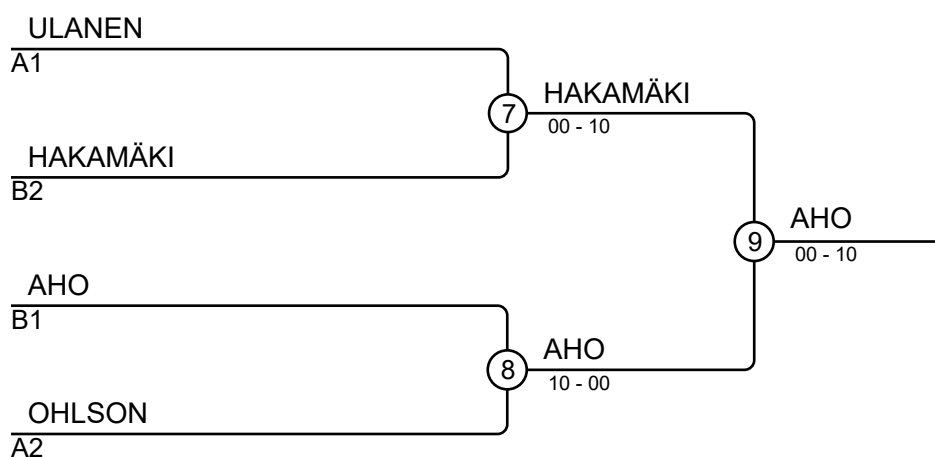 ULANEN
A1
7
HAKAMÄKI
00 - 10
HAKAMÄKI
B2
9
AHO
00 - 10
AHO
B1
8
AHO
10 - 00
OHLSON
A2